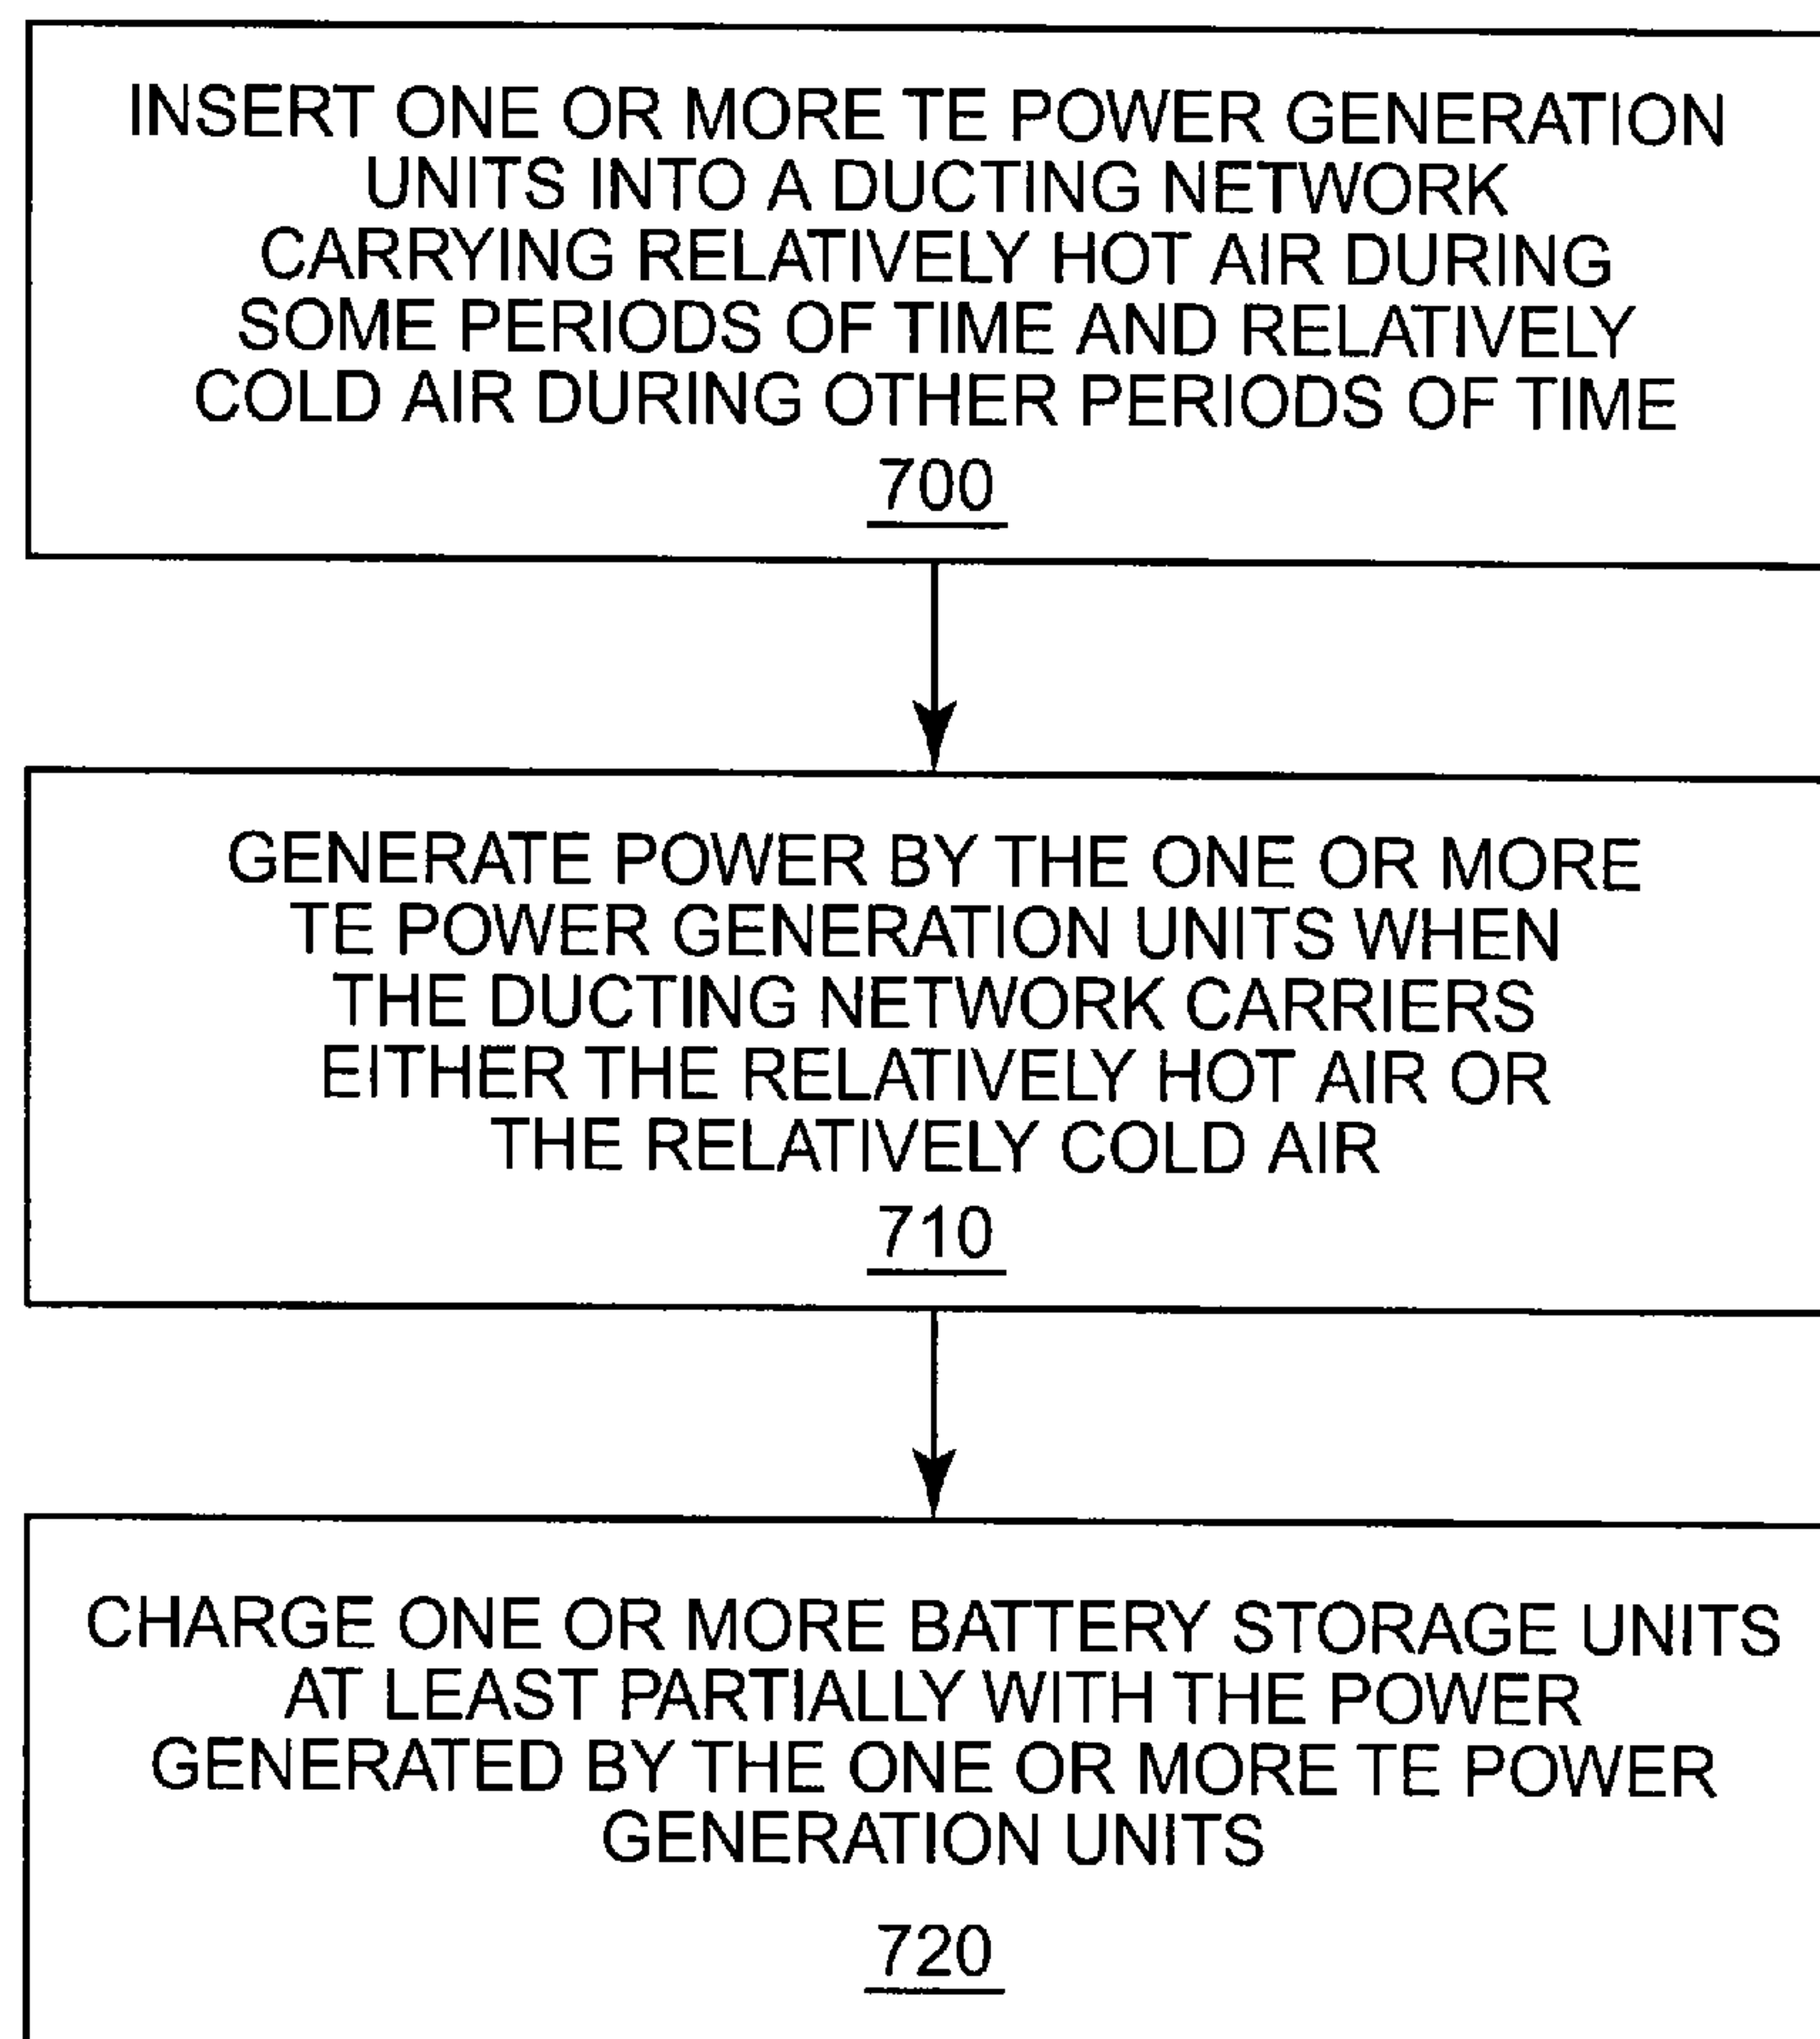 INSERT ONE OR MORE TE POWER GENERATION
UNITS INTO A DUCTING NETWORK
CARRYING RELATIVELY HOT AIR DURING
SOME PERIODS OF TIME AND RELATIVELY
COLD AIR DURING OTHER PERIODS OF TIME
700
GENERATE POWER BY THE ONE OR MORE
TE POWER GENERATION UNITS WHEN
THE DUCTING NETWORK CARRIERS
EITHER THE RELATIVELY HOT AIR OR
THE RELATIVELY COLD AIR
710
CHARGE ONE OR MORE BATTERY STORAGE UNITS
AT LEAST PARTIALLY WITH THE POWER
GENERATED BY THE ONE OR MORE TE POWER
GENERATION UNITS
720